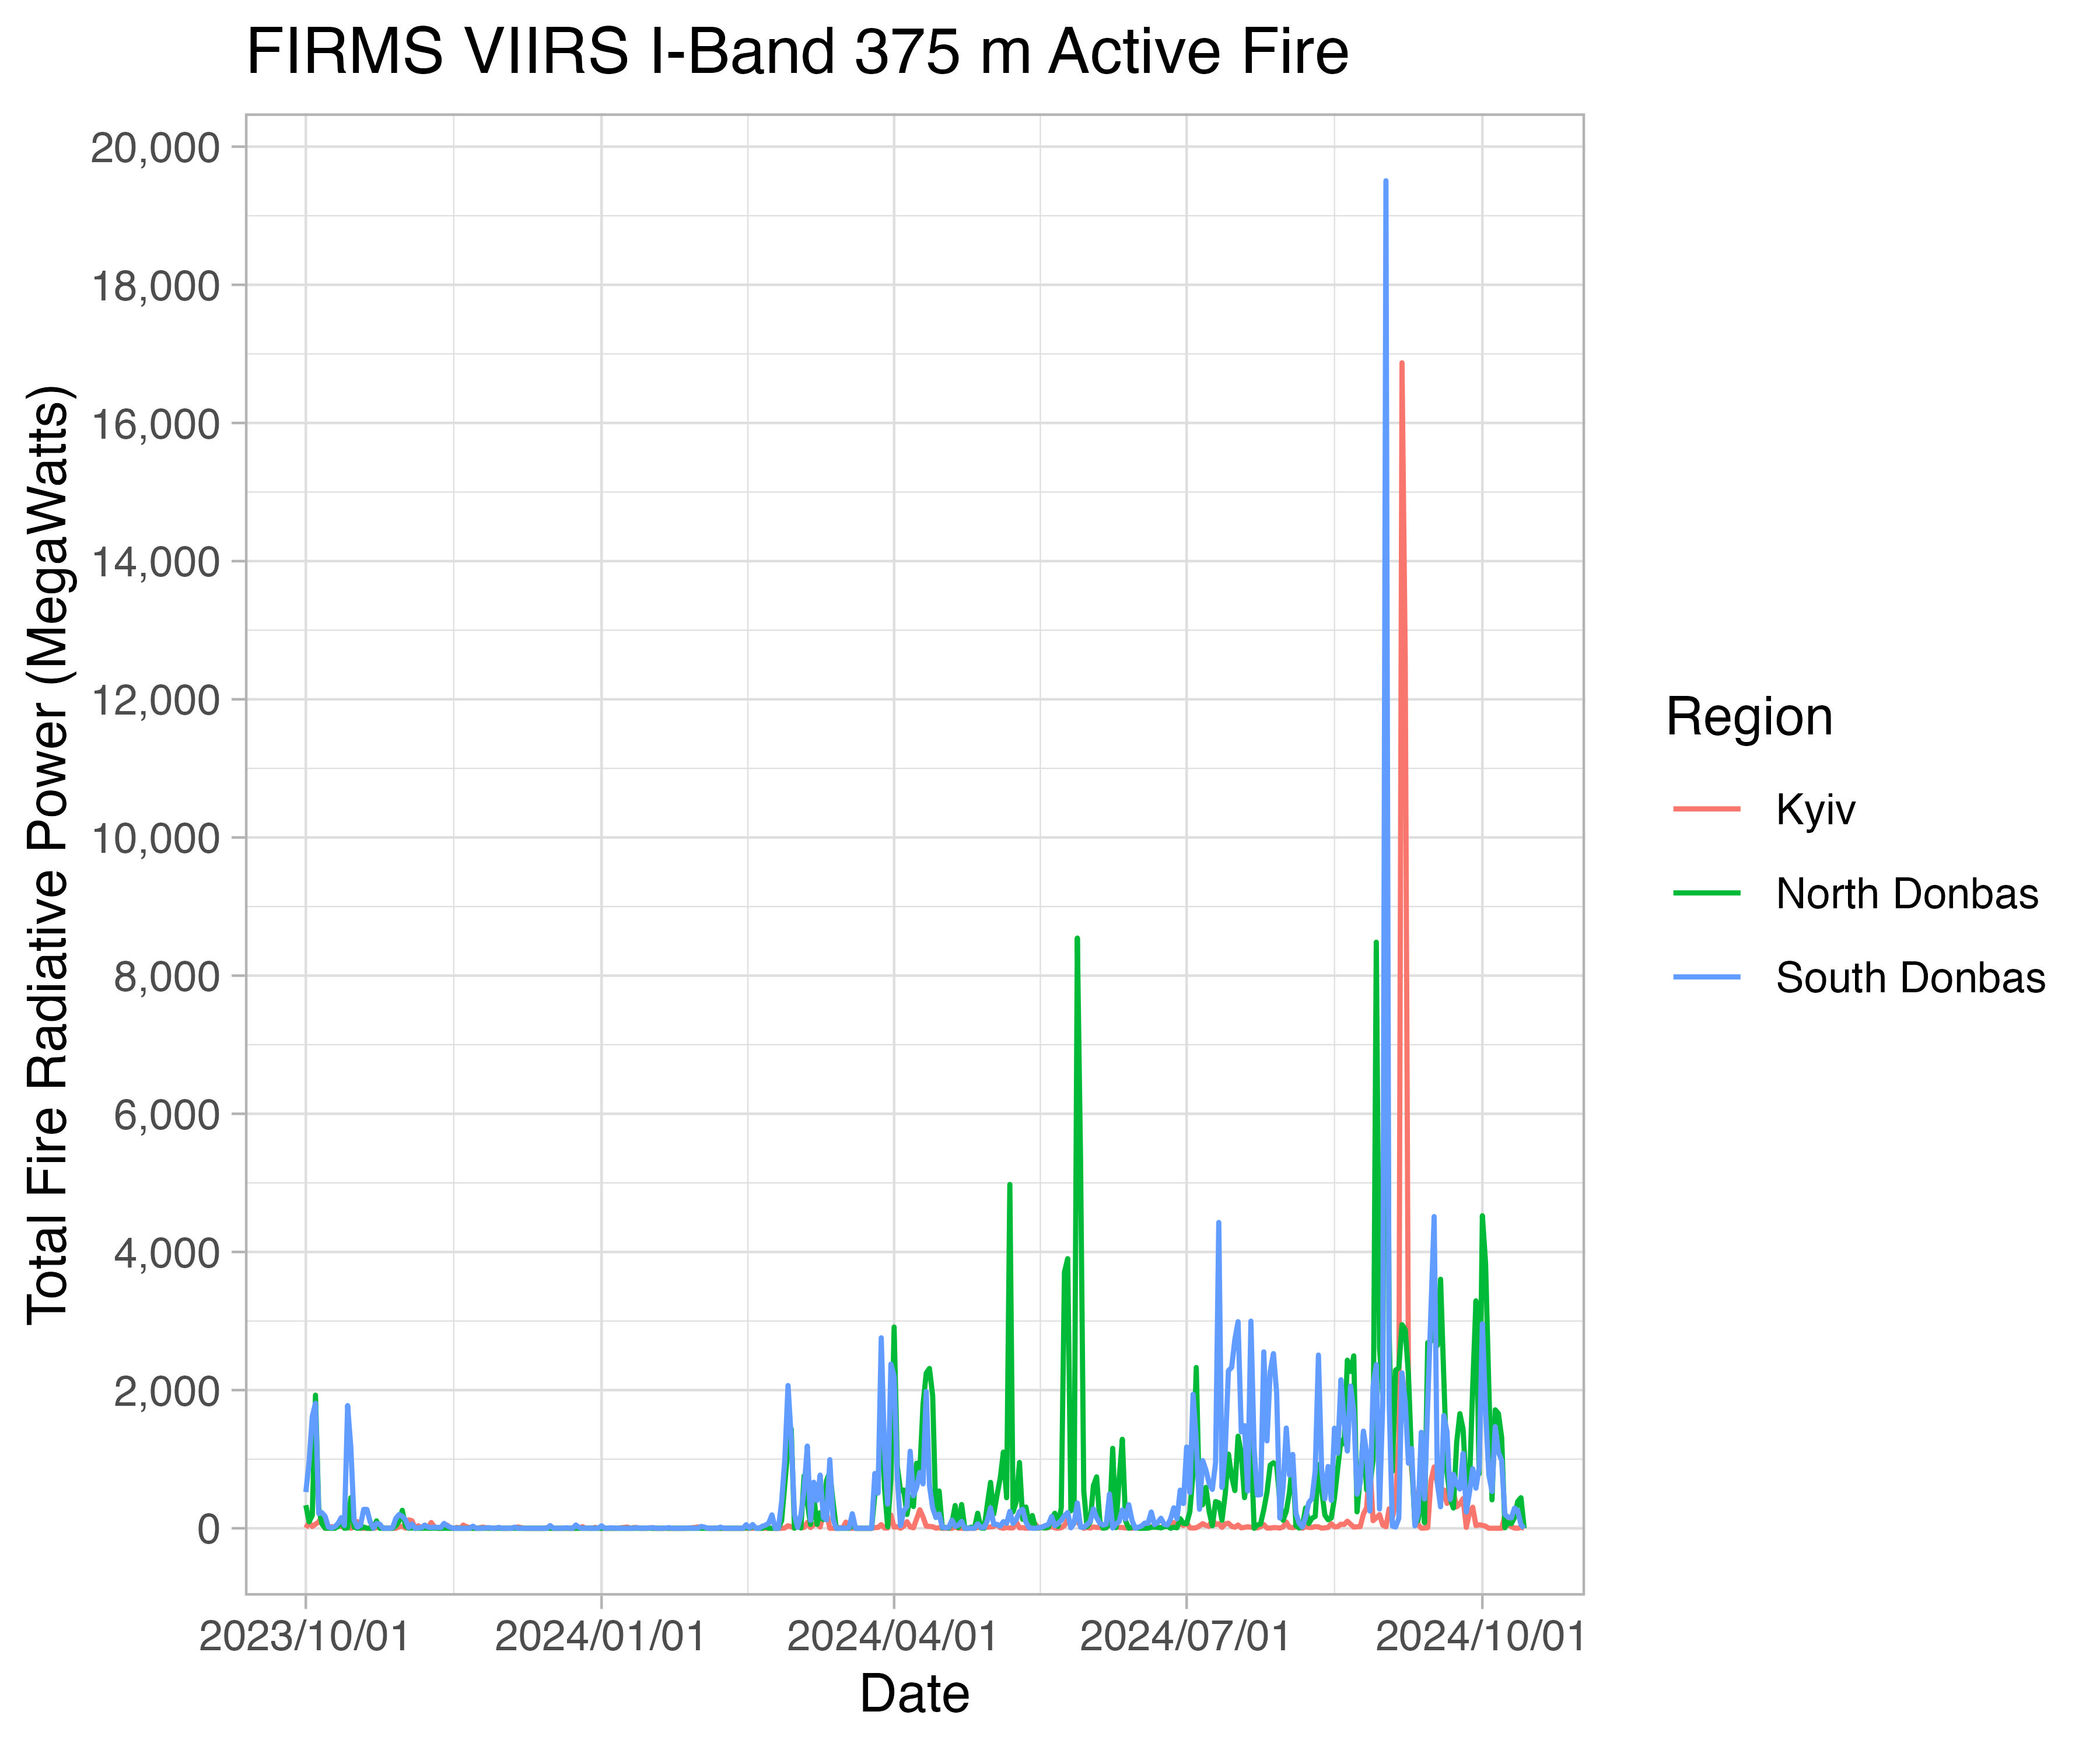 FIRMS VIIRS I-Band 375 m Active Fire
Total Fire Radiative Power (MegaWatts)
20,000
18,000
16,000
14,000
12,000
10,000
8,000
6,000
4,000
2,000
0
2023/10/01
2024/01/01
2024/04/01
2024/07/01
2024/10/01
Date
Region
Kyiv
North Donbas
South Donbas